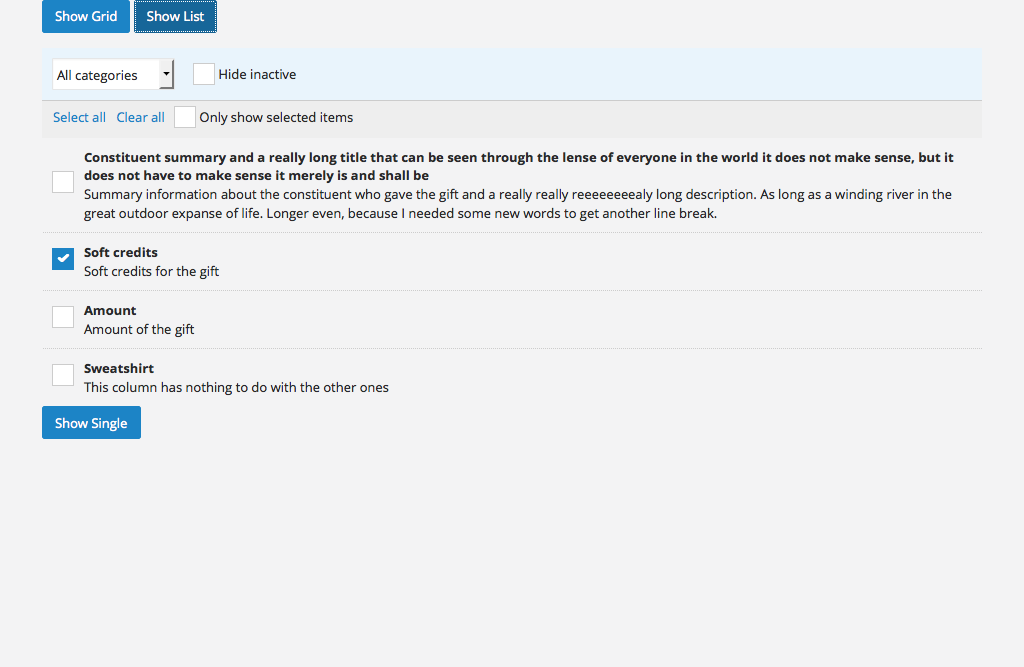 Show Grid Show List
All categories Hide inactive
Select all Clear all Only show selected items
Constituent summary and a really long title that can be seen through the lense of everyone in the world it does not make sense, but it
does not have to make sense it merely is and shall be
Summary information about the constituent who gave the gift and a really really reeeeeeeealy long description. As long as a winding river in the
great outdoor expanse of life. Longer even, because I needed some new words to get another line break.
Soft credits
Soft credits for the gift
Amount
Amount of the gift
Sweatshirt
This column has nothing to do with the other ones
Show Single